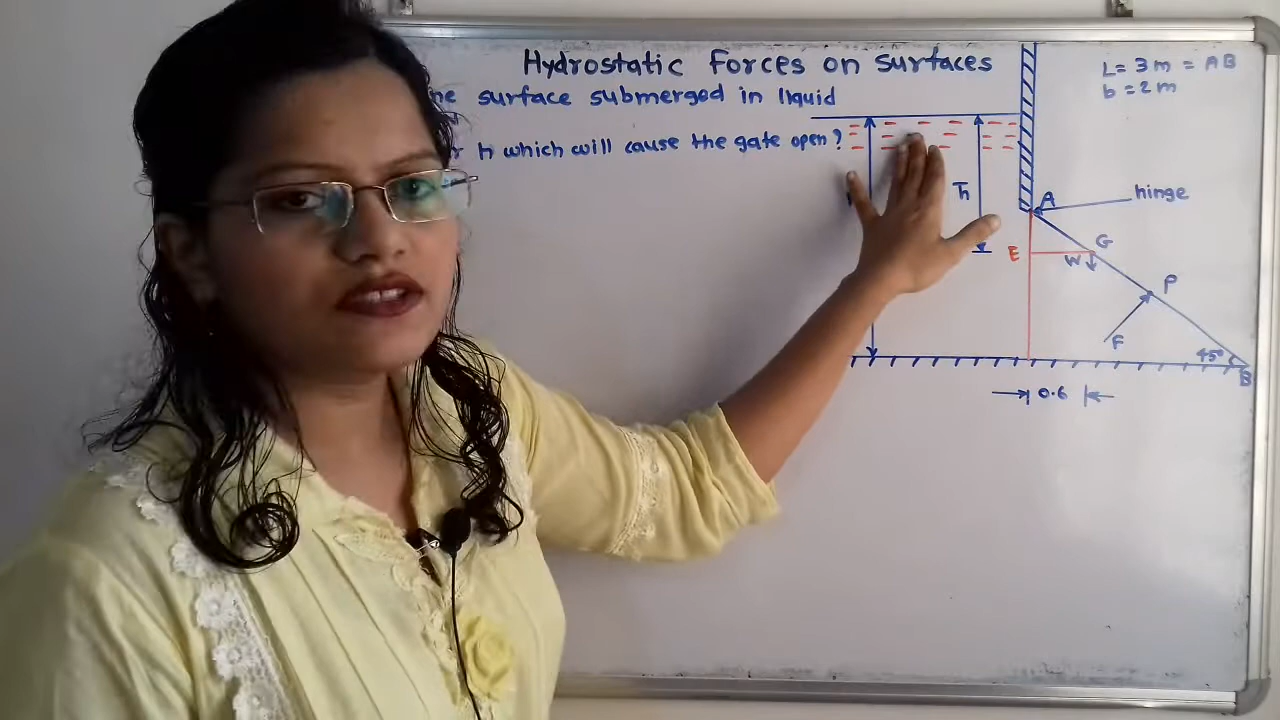 Hydrostatic Forces on Surfaces
surface submerged in liquid
h which will cause the gate open?
L = 3 m = AB
b = 2 m
hinge
A
h̄
E
G
W
P
F
45°
B
0.6